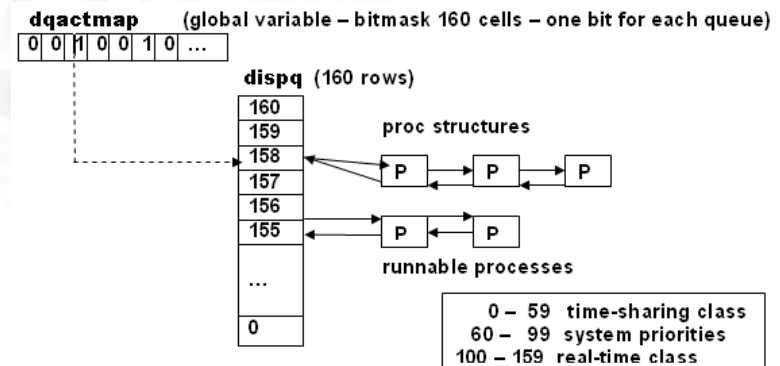 dqactmap (global variable – bitmask 160 cells – one bit for each queue)
0 0 1 0 0 1 0 ...
dispq (160 rows)
160
159
158
157
156
155
...
0
proc structures
P P P
P P
runnable processes
0 – 59 time-sharing class
60 – 99 system priorities
100 – 159 real-time class